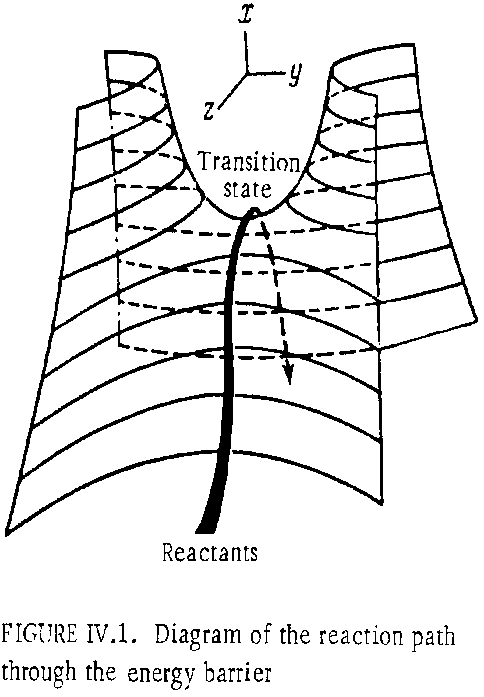 x
y
z
Transition
state
Reactants
FIGURE IV.1. Diagram of the reaction path
through the energy barrier